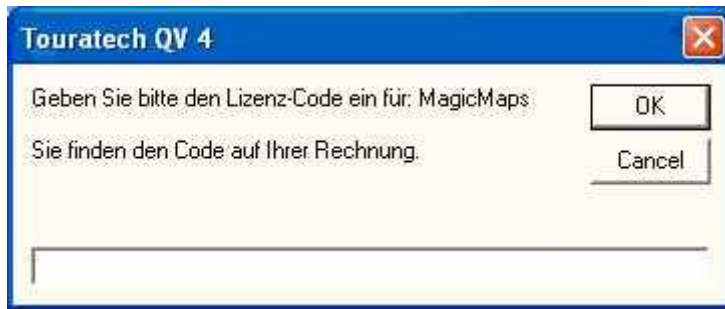 Touratech QV 4
Geben Sie bitte den Lizenz-Code ein für: MagicMaps
OK
Sie finden den Code auf Ihrer Rechnung.
Cancel